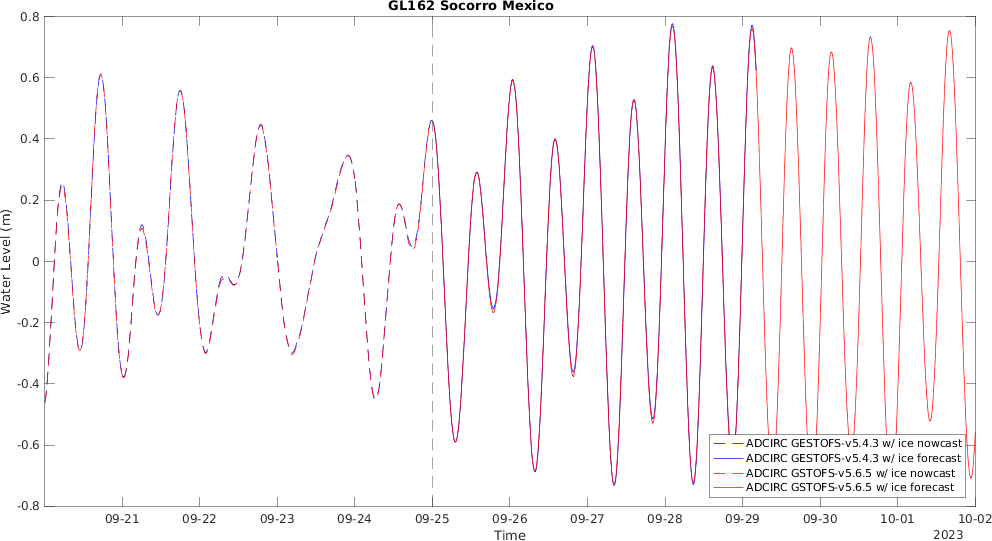 GL162 Socorro Mexico
0.8
0.6
0.4
0.2
0
-0.2
-0.4
-0.6
-0.8
Water Level (m)
ADCIRC GESTOFS-v5.4.3 w/ ice nowcast
ADCIRC GESTOFS-v5.4.3 w/ ice forecast
ADCIRC GSTOFS-v5.6.5 w/ ice nowcast
ADCIRC GSTOFS-v5.6.5 w/ ice forecast
09-21 09-22 09-23 09-24 09-25 09-26 09-27 09-28 09-29 09-30 10-01 10-02
Time
2023